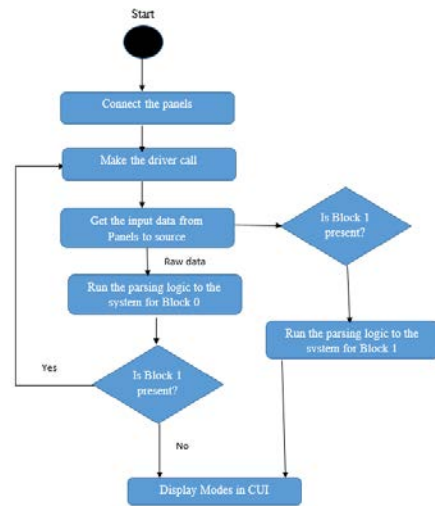 Start
Connect the panels
Make the driver call
Get the input data from
Panels to source
Is Block 1
present?
Raw data
Run the parsing logic to the
system for Block 0
Run the parsing logic to the
system for Block 1
Yes
Is Block 1
present?
No
Display Modes in CUI